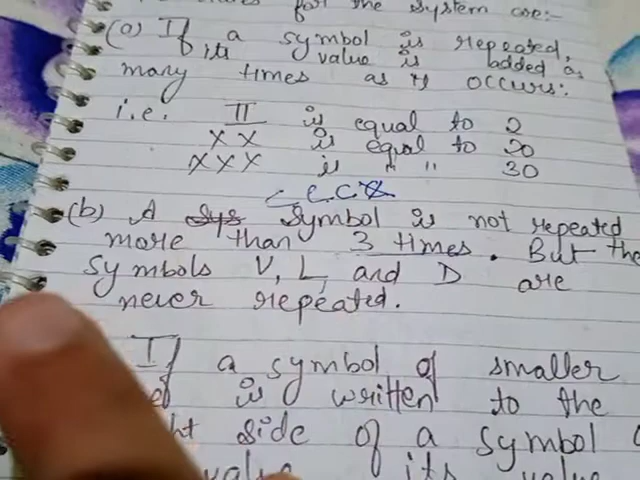 for the system are:-
(a) If a symbol is repeated,
its value is added as
many times as it occurs:
i.e. II is equal to 2
XX is equal to 20
XXX is " " 30
(b) A symbol is not repeated
more than 3 times. But the
symbols V, L, and D are
never repeated.
If a symbol of smaller
is written to the
side of a symbol
value its value